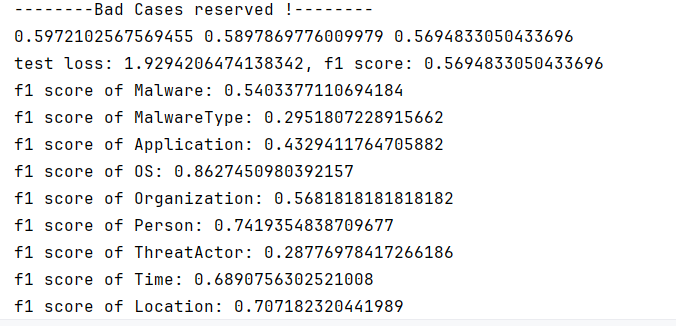 --------Bad Cases reserved !--------
0.5972102567569455 0.5897869776009979 0.5694833050433696
test loss: 1.9294206474138342, f1 score: 0.5694833050433696
f1 score of Malware: 0.5403377110694184
f1 score of MalwareType: 0.2951807228915662
f1 score of Application: 0.4329411764705882
f1 score of OS: 0.8627450980392157
f1 score of Organization: 0.5681818181818182
f1 score of Person: 0.7419354838709677
f1 score of ThreatActor: 0.28776978417266186
f1 score of Time: 0.6890756302521008
f1 score of Location: 0.707182320441989